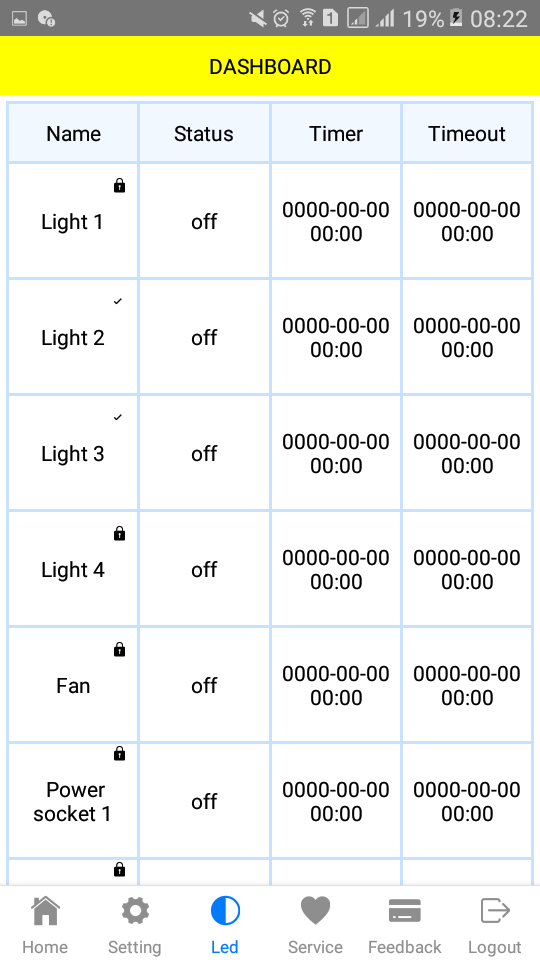 1 19% 08:22
DASHBOARD
Name Status Timer Timeout
Light 1 off 0000-00-00 00:00 0000-00-00 00:00
Light 2 off 0000-00-00 00:00 0000-00-00 00:00
Light 3 off 0000-00-00 00:00 0000-00-00 00:00
Light 4 off 0000-00-00 00:00 0000-00-00 00:00
Fan off 0000-00-00 00:00 0000-00-00 00:00
Power socket 1 off 0000-00-00 00:00 0000-00-00 00:00
Home Setting Led Service Feedback Logout